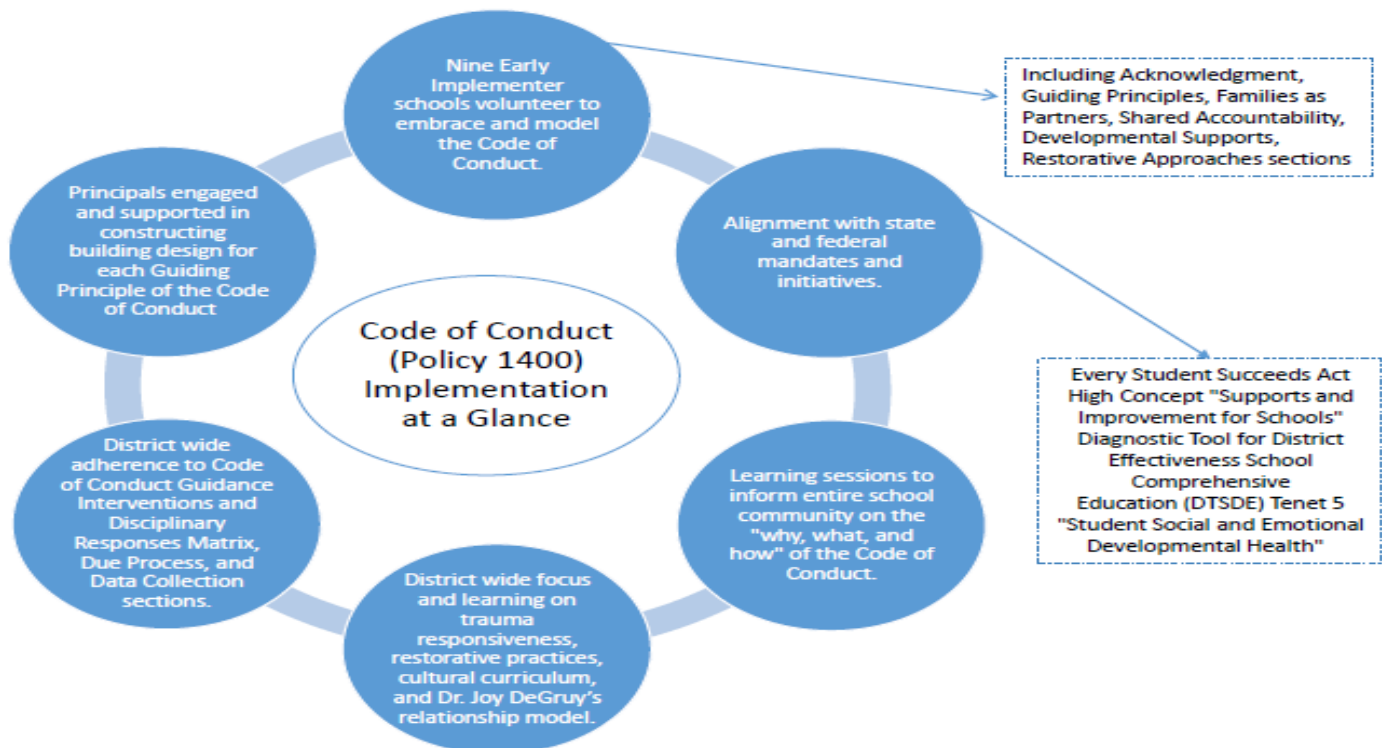 Nine Early
Implementer
schools volunteer to
embrace and model
the Code of
Conduct.
Including Acknowledgment,
Guiding Principles, Families as
Partners, Shared Accountability,
Developmental Supports,
Restorative Approaches sections
Alignment with state
and federal
mandates and
initiatives.
Every Student Succeeds Act
High Concept "Supports and
Improvement for Schools"
Diagnostic Tool for District
Effectiveness School
Comprehensive
Education (DTSDE) Tenet 5
"Student Social and Emotional
Developmental Health"
Learning sessions to
inform entire school
community on the
"why, what, and
how" of the Code of
Conduct.
District wide focus
and learning on
trauma
responsiveness,
restorative practices,
cultural curriculum,
and Dr. Joy DeGruy’s
relationship model.
District wide
adherence to Code
of Conduct Guidance
Interventions and
Disciplinary
Responses Matrix,
Due Process, and
Data Collection
sections.
Principals engaged
and supported in
constructing
building design for
each Guiding
Principle of the Code
of Conduct
Code of Conduct
(Policy 1400)
Implementation
at a Glance